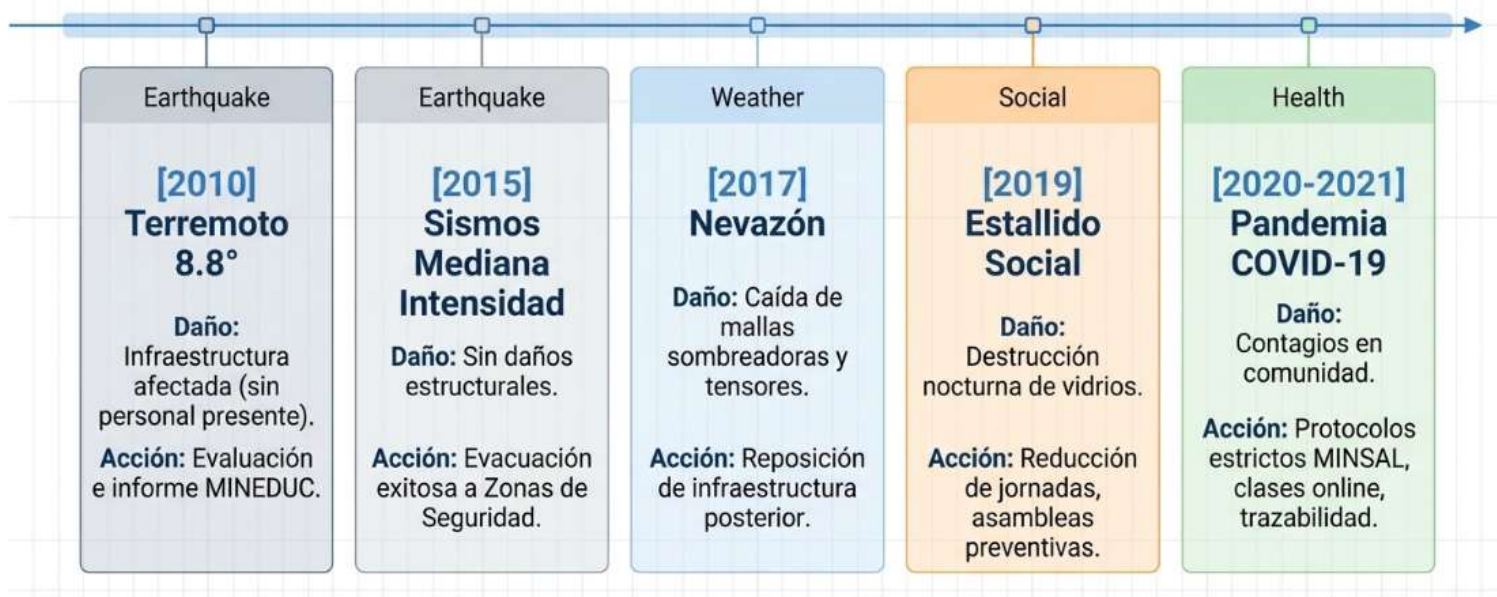 Earthquake
[2010]
Terremoto
8.8°
Daño:
Infraestructura
afectada (sin
personal presente).
Acción: Evaluación
e informe MINEDUC.
Earthquake
[2015]
Sismos
Mediana
Intensidad
Daño: Sin daños
estructurales.
Acción: Evacuación
exitosa a Zonas de
Seguridad.
Weather
[2017]
Nevazón
Daño: Caída de
mallas
sombreadoras y
tensores.
Acción: Reposición
de infraestructura
posterior.
Social
[2019]
Estallido
Social
Daño:
Destrucción
nocturna de vidrios.
Acción: Reducción
de jornadas,
asambleas
preventivas.
Health
[2020-2021]
Pandemia
COVID-19
Daño:
Contagios en
comunidad.
Acción: Protocolos
estrictos MINSAL,
clases online,
trazabilidad.